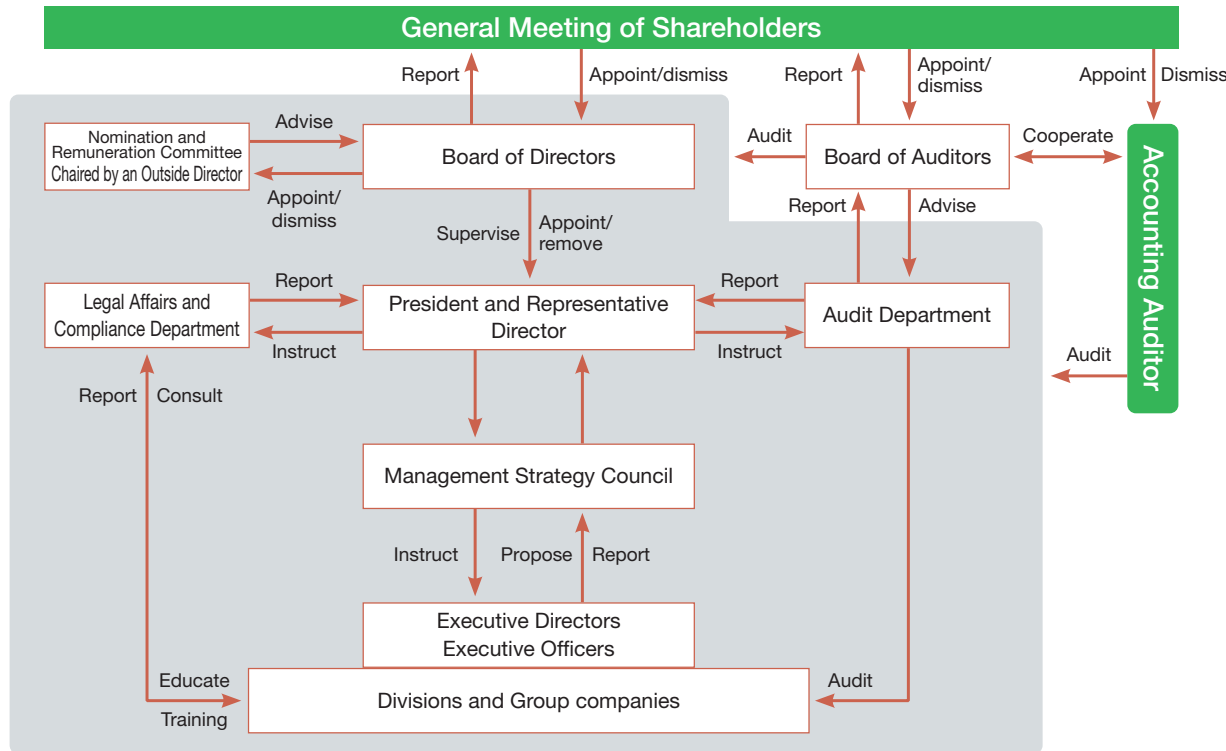 General Meeting of Shareholders
Report
Appoint/dismiss
Report
Appoint/
dismiss
Appoint
Dismiss
Nomination and
Remuneration Committee
Chaired by an Outside Director
Advise
Appoint/
dismiss
Board of Directors
Audit
Board of Auditors
Cooperate
Accounting Auditor
Supervise
Appoint/
remove
Report
Advise
Legal Affairs and
Compliance Department
Report
Instruct
President and Representative
Director
Report
Instruct
Audit Department
Audit
Report
Consult
Management Strategy Council
Instruct
Propose
Report
Executive Directors
Executive Officers
Educate
Training
Divisions and Group companies
Audit